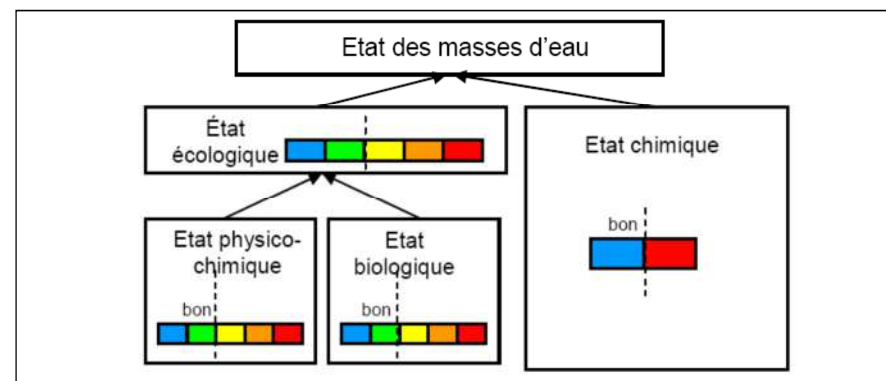 Etat des masses d'eau
État
écologique
Etat chimique
bon
Etat physico-
chimique
bon
Etat
biologique
bon